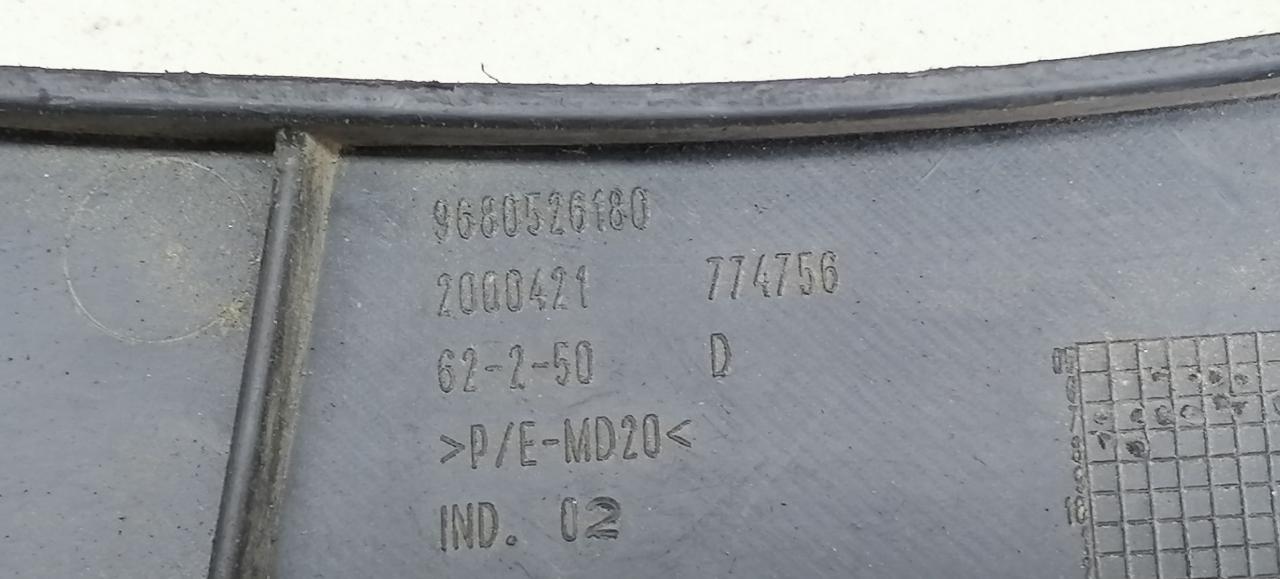 9680526180
2000421 774756
62-2-50 D
>P/E-MD20<
IND. 02